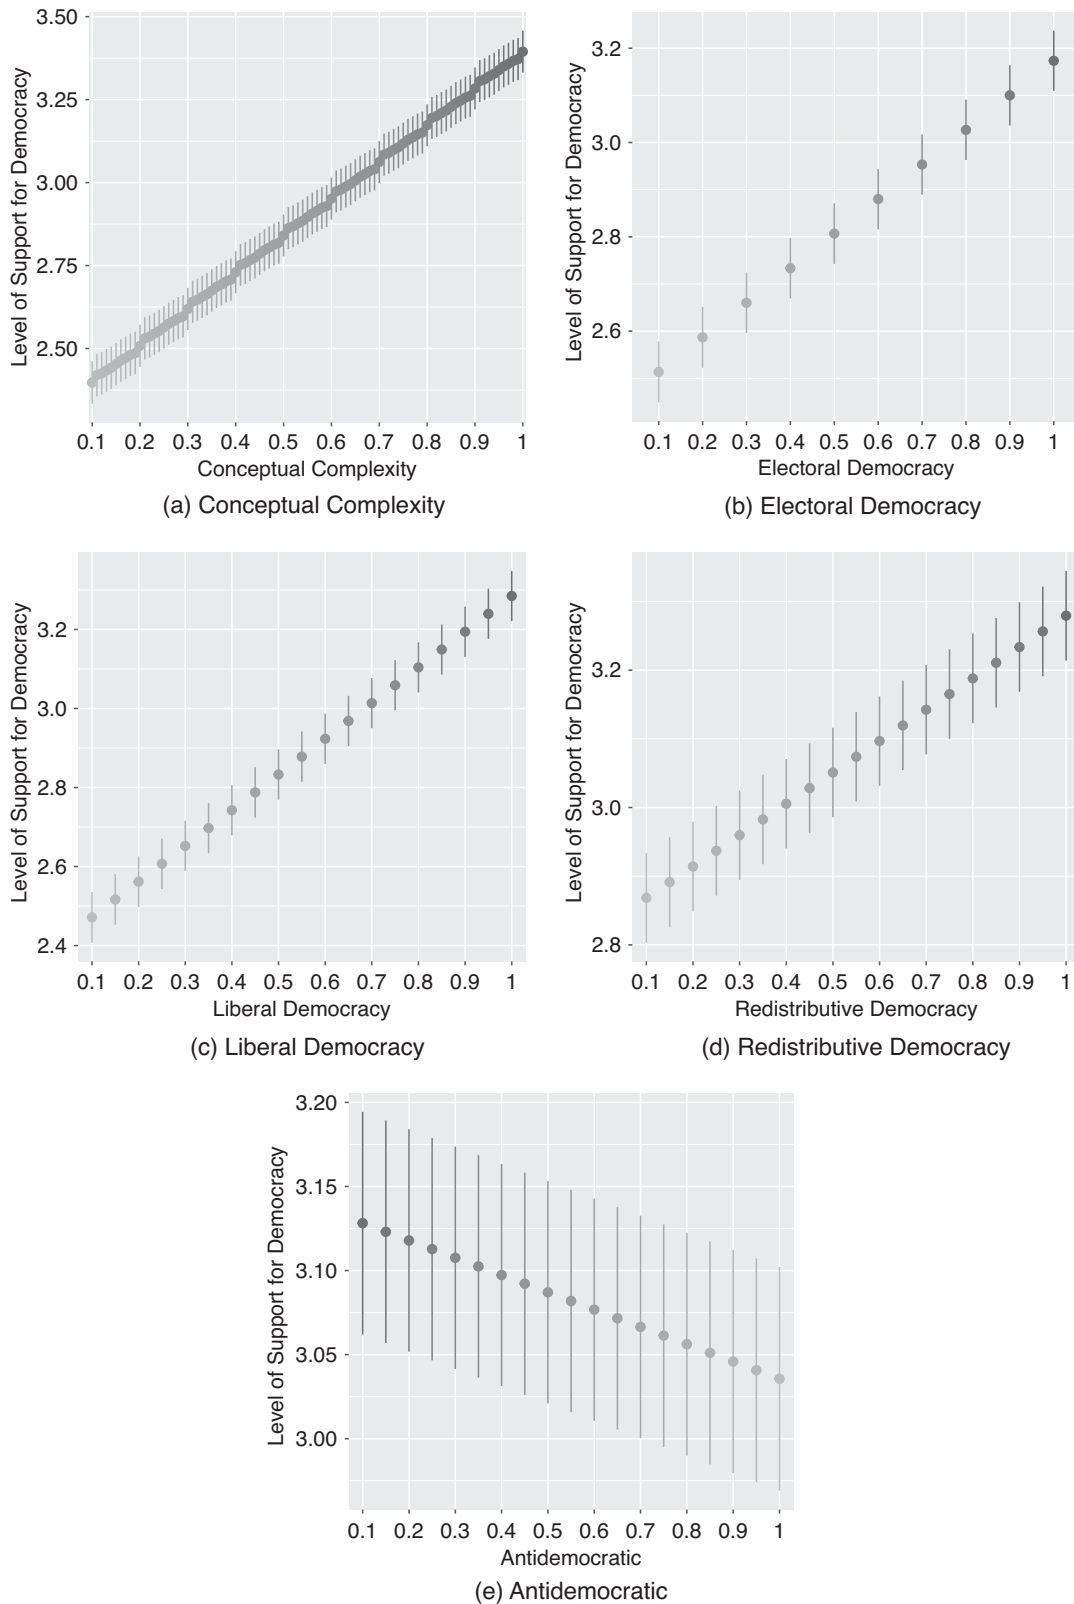 3.50
3.25
3.00
2.75
2.50
Level of Support for Democracy
0.1 0.2 0.3 0.4 0.5 0.6 0.7 0.8 0.9 1
Conceptual Complexity
(a) Conceptual Complexity
3.2
3.0
2.8
2.6
Level of Support for Democracy
0.1 0.2 0.3 0.4 0.5 0.6 0.7 0.8 0.9 1
Electoral Democracy
(b) Electoral Democracy
3.2
3.0
2.8
2.6
2.4
Level of Support for Democracy
0.1 0.2 0.3 0.4 0.5 0.6 0.7 0.8 0.9 1
Liberal Democracy
(c) Liberal Democracy
3.2
3.0
2.8
Level of Support for Democracy
0.1 0.2 0.3 0.4 0.5 0.6 0.7 0.8 0.9 1
Redistributive Democracy
(d) Redistributive Democracy
3.20
3.15
3.10
3.05
3.00
Level of Support for Democracy
0.1 0.2 0.3 0.4 0.5 0.6 0.7 0.8 0.9 1
Antidemocratic
(e) Antidemocratic